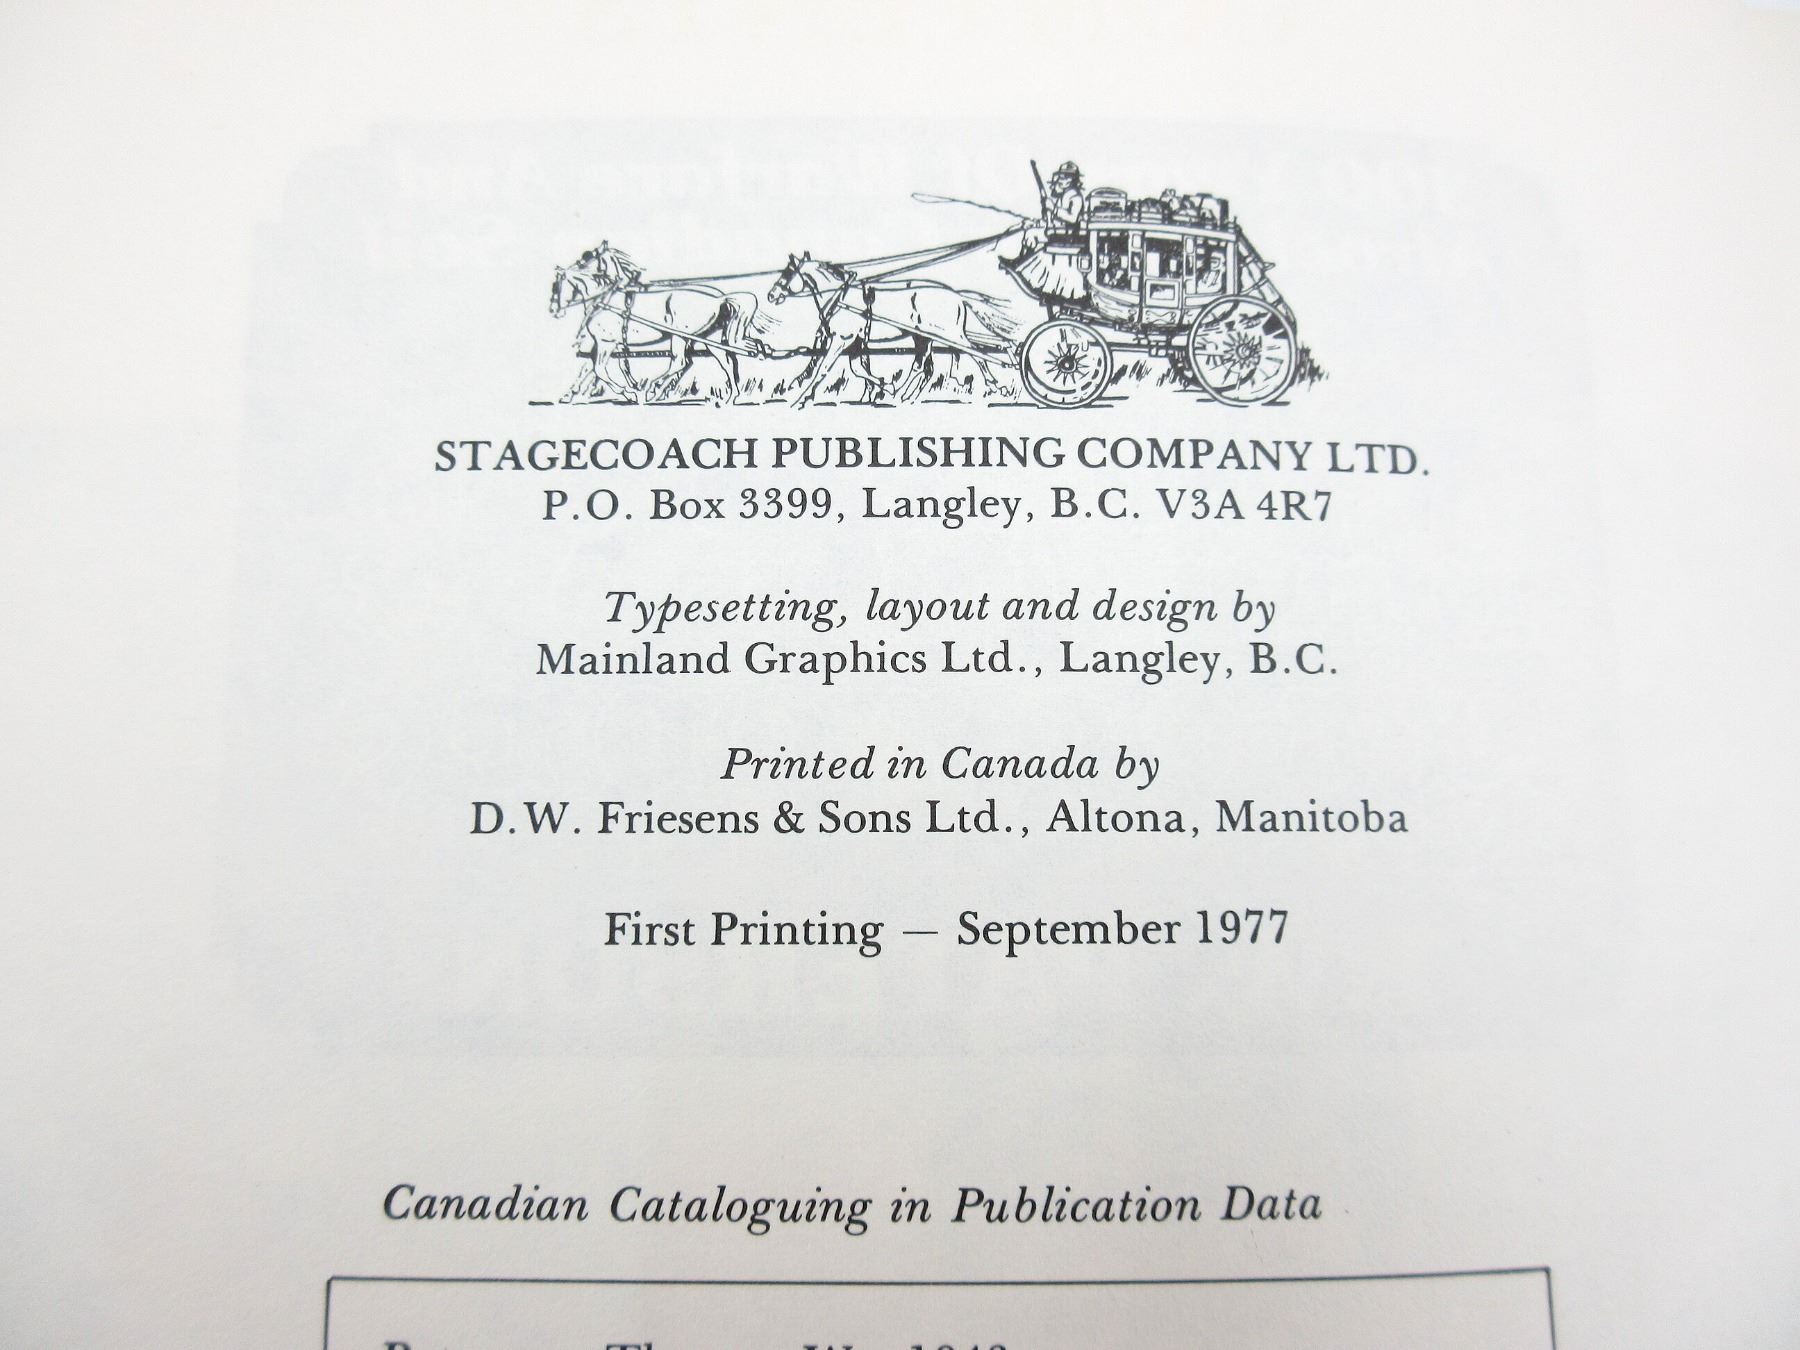 STAGECOACH PUBLISHING COMPANY LTD.
P.O. Box 3399, Langley, B.C. V3A 4R7
Typesetting, layout and design by
Mainland Graphics Ltd., Langley, B.C.
Printed in Canada by
D.W. Friesens & Sons Ltd., Altona, Manitoba
First Printing — September 1977
Canadian Cataloguing in Publication Data